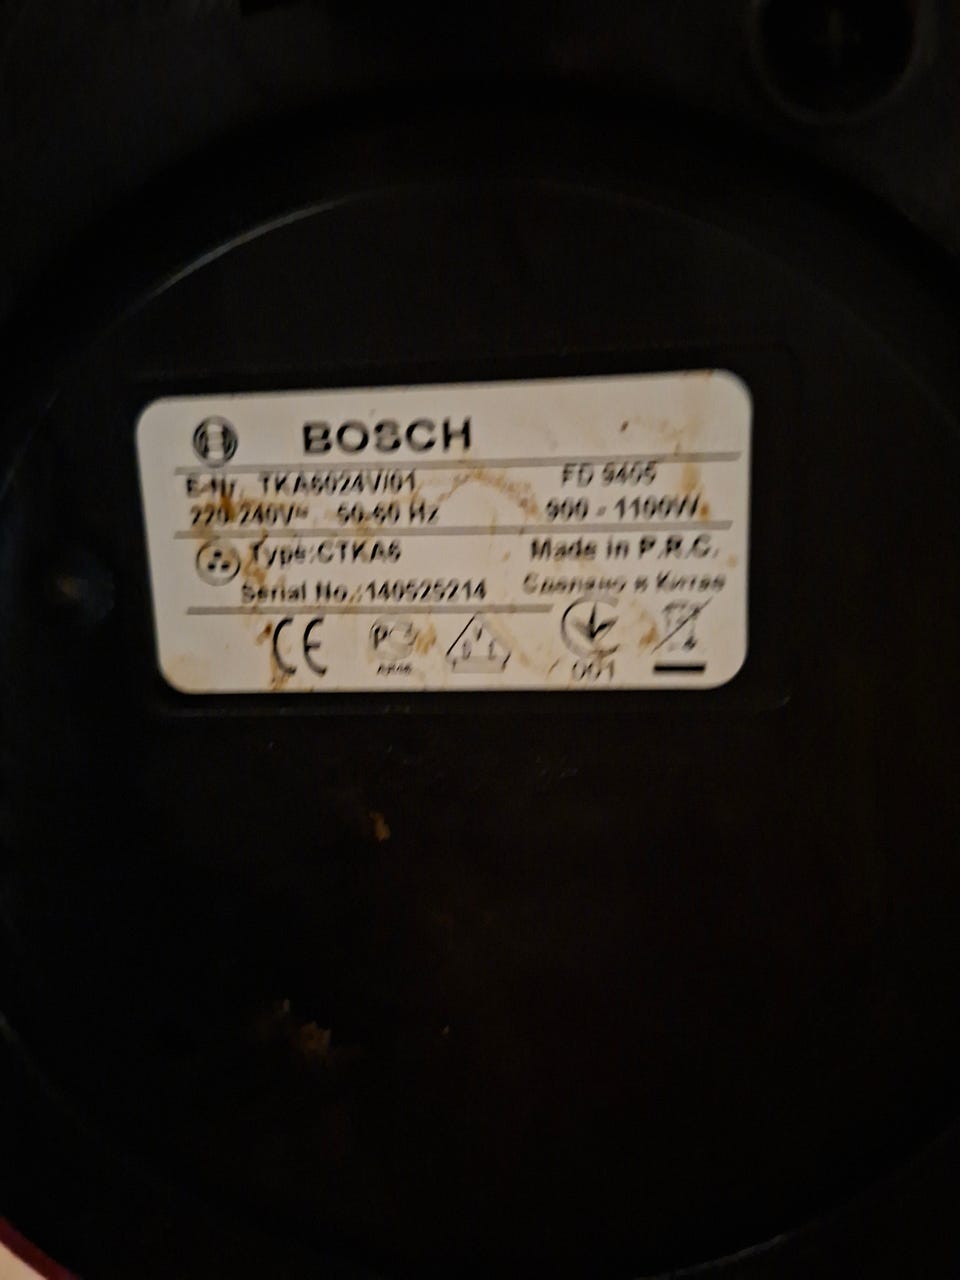 BOSCH
E-Nr. TKA6024V/01 FD 9405
220-240V~ 50-60 Hz 900 - 1100W
Type:CTKA6 Made in P.R.C.
Serial No.:140525214 Сделано в Китае
CE
001